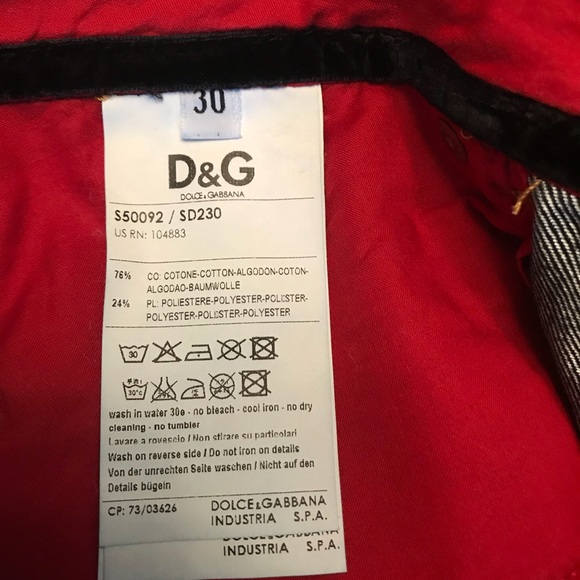 30
D&G
DOLCE & GABBANA
S50092 / SD230
US RN: 104883
76% CO: COTONE-COTTON-ALGODON-COTON-
ALGODAO-BAUMWOLLE
24% PL: POLIESTERE-POLYESTER-POLIESTER-
POLYESTER-POLIESTER-POLYESTER
30
30°c
wash in water 30e - no bleach - cool iron - no dry
cleaning - no tumbler
Lavare a rovescio / Non stirare su particolari
Wash on reverse side / Do not iron on details
Von der unrechten Seite waschen / Nicht auf den
Details bügeln
CP: 73/03626 DOLCE&GABBANA
INDUSTRIA S.P.A.
DOLCE&GABBANA
INDUSTRIA S.P.A.